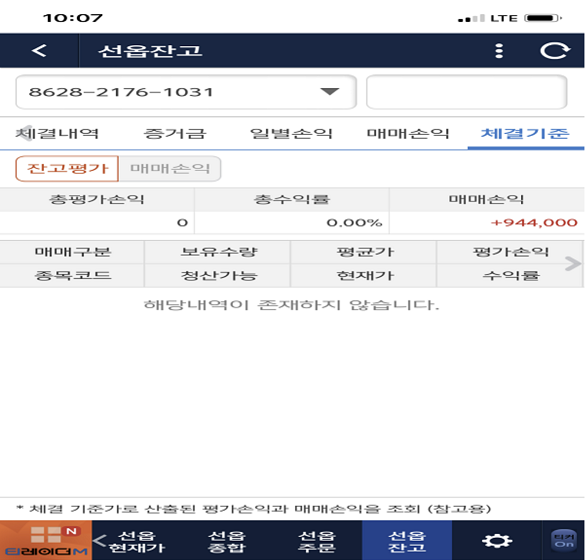 10:07
LTE
선옵잔고
8628-2176-1031
체결내역 증거금 일별손익 매매손익 체결기준
잔고평가 매매손익
총평가손익 총수익률 매매손익
0 0.00% +944,000
매매구분 보유수량 평균가 평가손익
종목코드 청산가능 현재가 수익률
해당내역이 존재하지 않습니다.
* 체결 기준가로 산출된 평가손익과 매매손익을 조회 (참고용)
N
티레이더M
선옵 현재가
선옵 종합
선옵 주문
선옵 잔고
티커 On